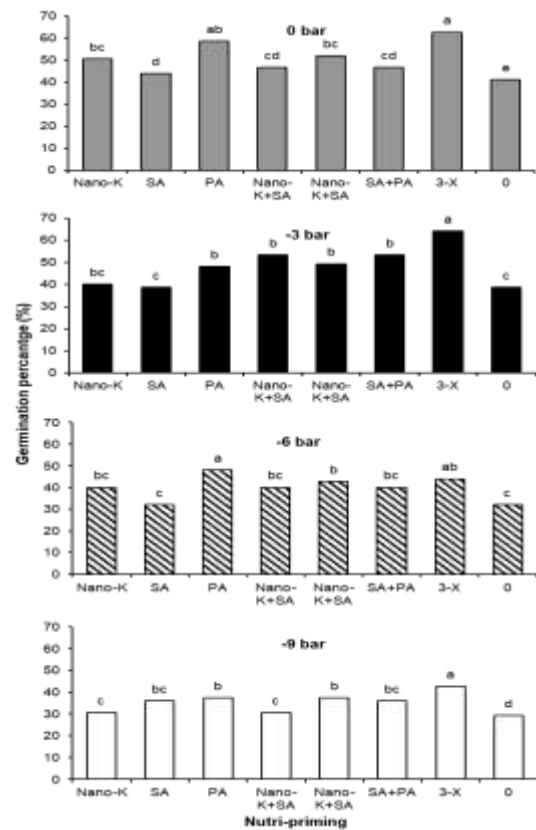 70
60
50
40
30
20
10
0
0 bar
bc d ab cd bc cd a e
Nano-K SA PA Nano-K+SA Nano-K+SA SA+PA 3-X 0
70
60
50
40
30
20
10
0
-3 bar
bc c b b b b a c
Nano-K SA PA Nano-K+SA Nano-K+SA SA+PA 3-X 0
Germination percantge (%)
70
60
50
40
30
20
10
0
-6 bar
bc c a bc b bc ab c
Nano-K SA PA Nano-K+SA Nano-K+SA SA+PA 3-X 0
70
60
50
40
30
20
10
0
-9 bar
c bc b c b bc a d
Nano-K SA PA Nano-K+SA Nano-K+SA SA+PA 3-X 0
Nutri-priming